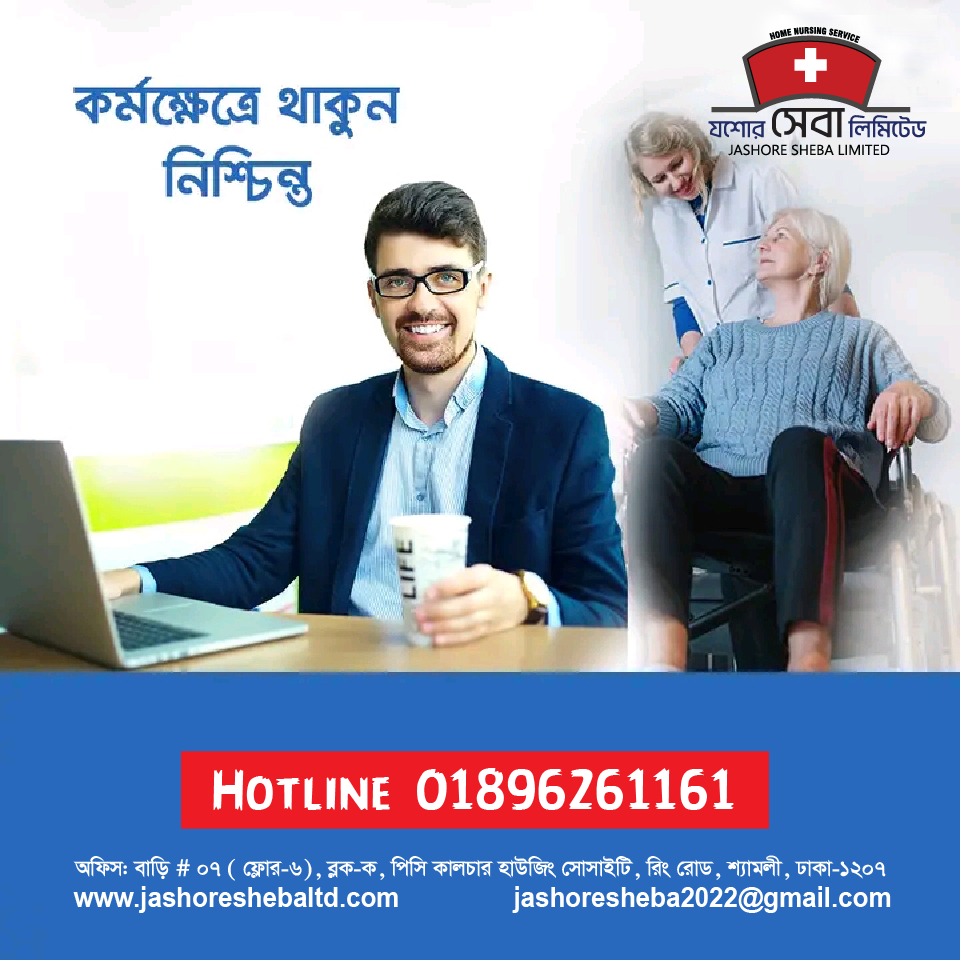 HOME NURSING SERVICE
যশোর সেবা লিমিটেড
JASHORE SHEBA LIMITED
কর্মক্ষেত্রে থাকুন
নিশ্চিন্ত
LIFE
HOTLINE 01896261161
অফিস: বাড়ি # ০৭ ( ফ্লোর-৬), ব্লক-ক, পিসি কালচার হাউজিং সোসাইটি, রিং রোড, শ্যামলী, ঢাকা-১২০৭
www.jashoreshebaltd.com jashoresheba2022@gmail.com